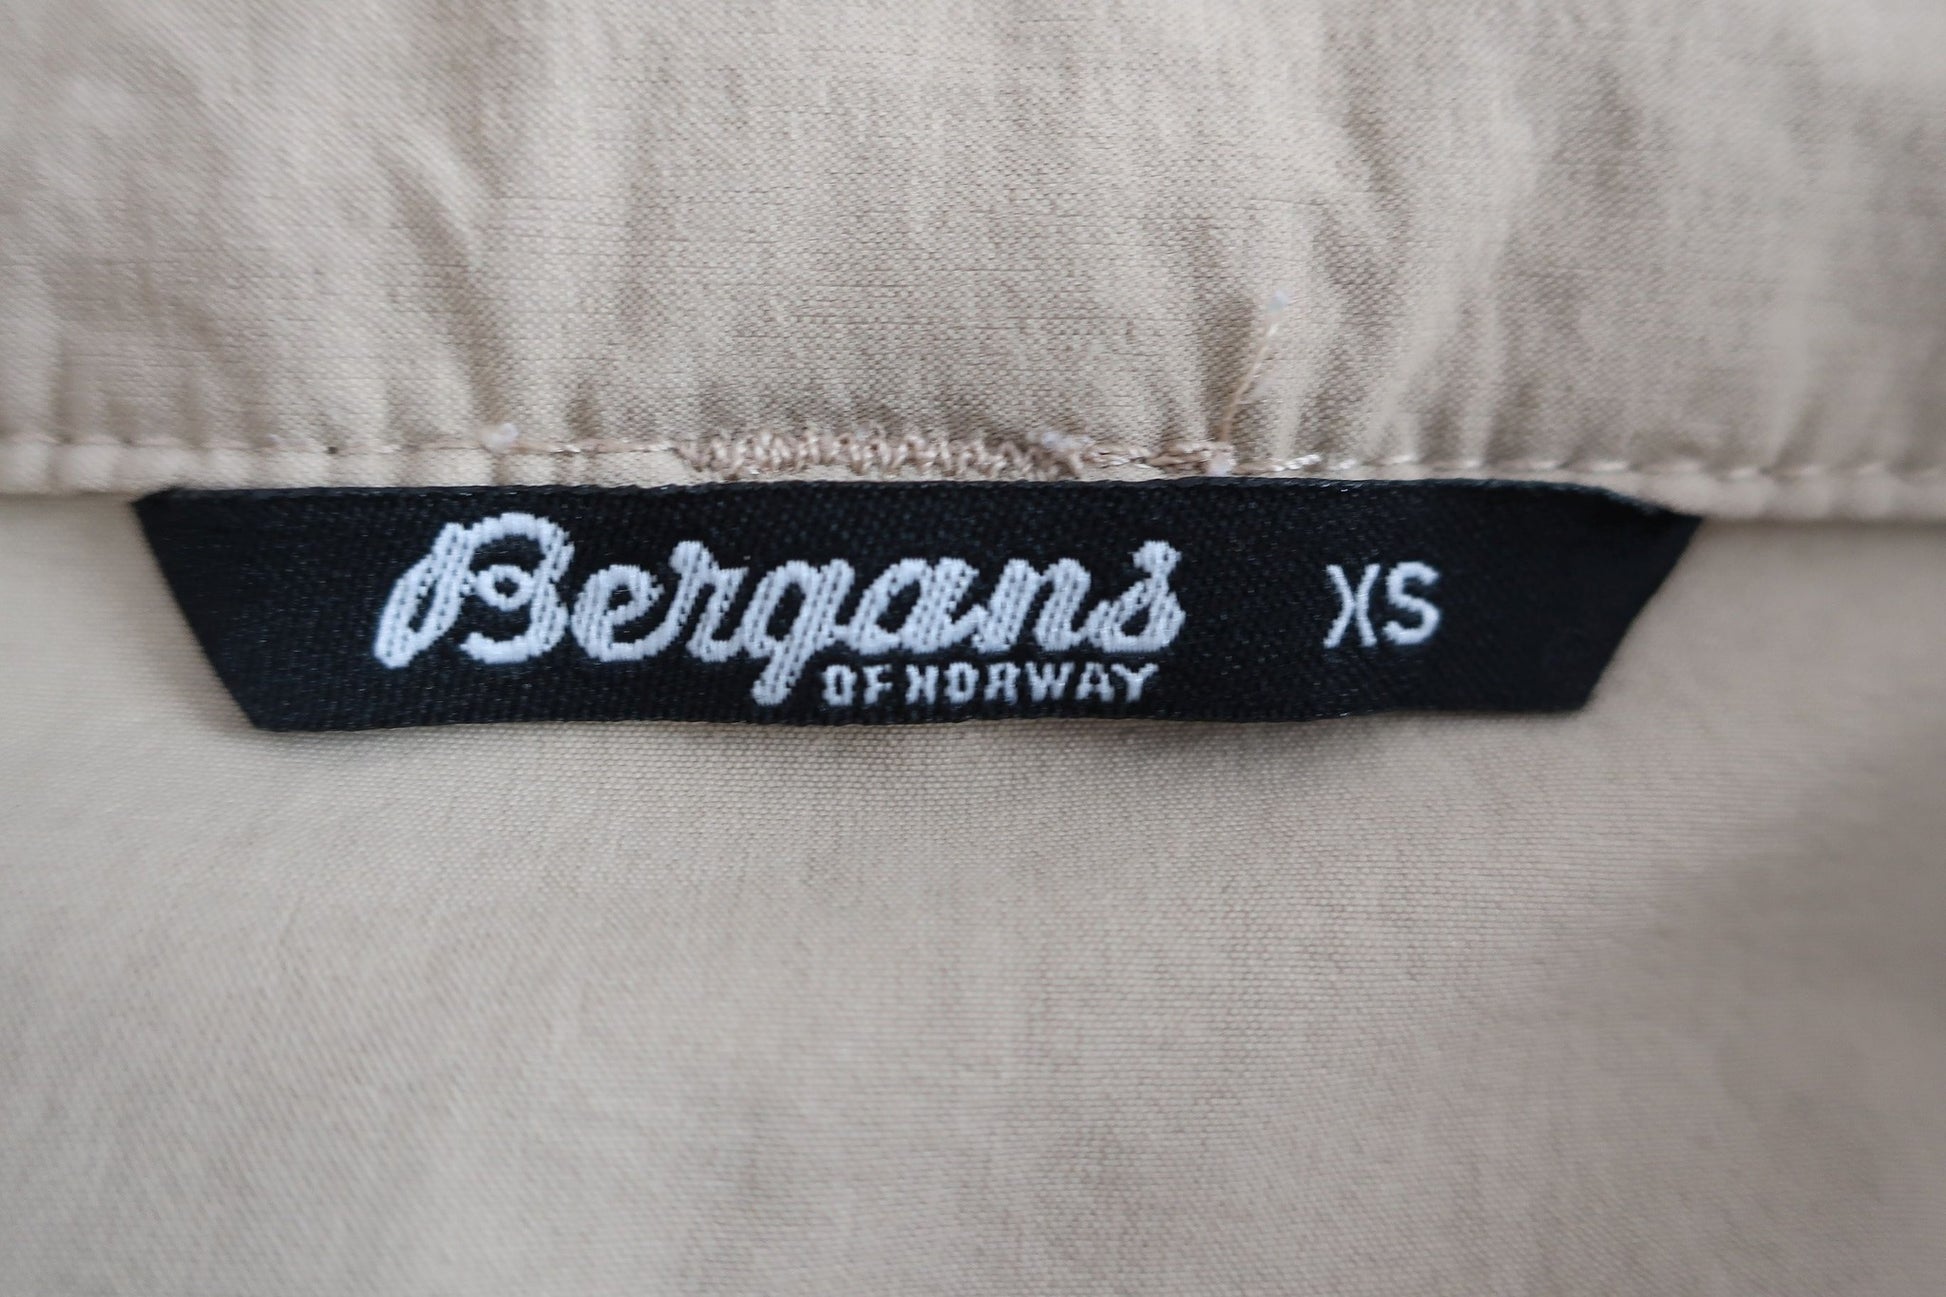 Bergans XS
OF NORWAY